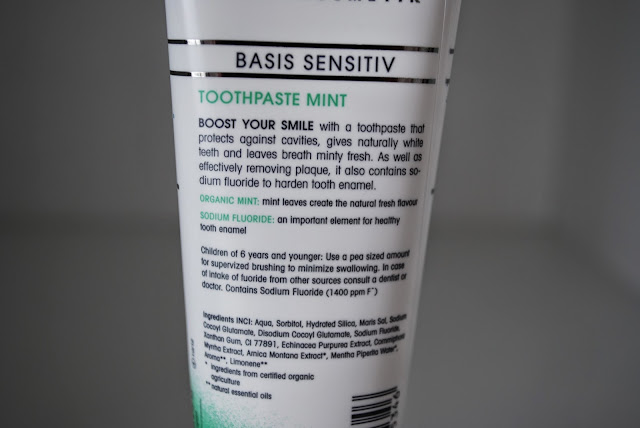 BASIS SENSITIV
TOOTHPASTE MINT
BOOST YOUR SMILE with a toothpaste that
protects against cavities, gives naturally white
teeth and leaves breath minty fresh. As well as
effectively removing plaque, it also contains so-
dium fluoride to harden tooth enamel.
ORGANIC MINT: mint leaves create the natural fresh flavour
SODIUM FLUORIDE: an important element for healthy
tooth enamel
Children of 6 years and younger: Use a pea sized amount
for supervized brushing to minimize swallowing. In case
of intake of fuoride from other sources consult a dentist or
doctor. Contains Sodium Fluoride (1400 ppm F⁻)
Ingredients INCI: Aqua, Sorbitol, Hydrated Silica, Maris Sal, Sodium
Cocoyl Glutamate, Disodium Cocoyl Glutamate, Sodium Fluoride,
Xanthan Gum, CI 77891, Echinacea Purpurea Extract, Commiphora
Myrrha Extract, Arnica Montana Extract*, Mentha Piperita Water*,
Aroma**, Limonene**
* Ingredients from certified organic
agriculture
** natural essential oils